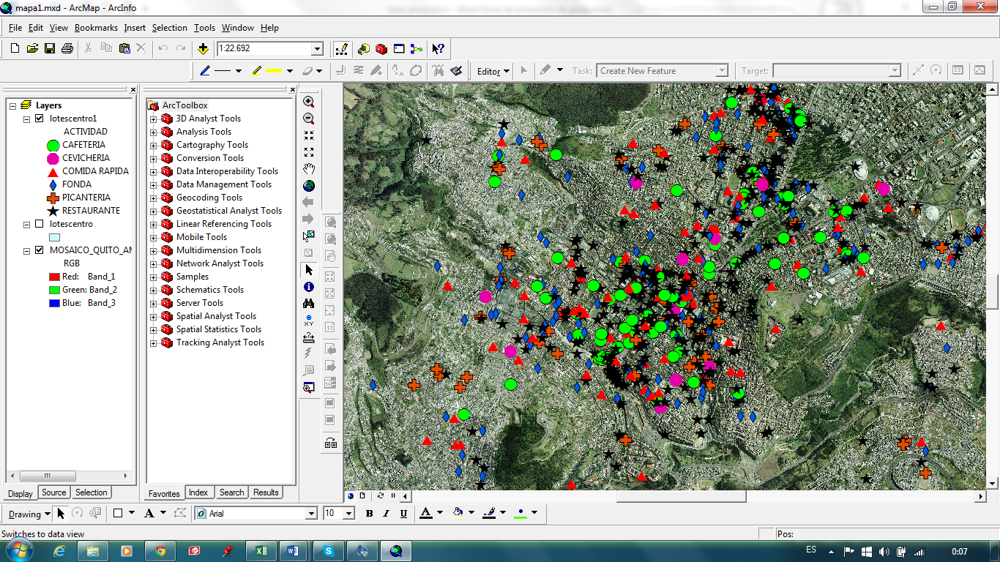 mapa1.mxd - ArcMap - ArcInfo
File Edit View Bookmarks Insert Selection Tools Window Help
1:22.692
Editor Task: Create New Feature Target:
Layers
lotescentro1
ACTIVIDAD
CAFETERIA
CEVICHERIA
COMIDA RAPIDA
FONDA
PICANTERIA
RESTAURANTE
lotescentro
MOSAICO_QUITO_AN
RGB
Red: Band_1
Green: Band_2
Blue: Band_3
Display Source Selection
ArcToolbox
3D Analyst Tools
Analysis Tools
Cartography Tools
Conversion Tools
Data Interoperability Tools
Data Management Tools
Geocoding Tools
Geostatistical Analyst Tools
Linear Referencing Tools
Mobile Tools
Multidimension Tools
Network Analyst Tools
Samples
Schematics Tools
Server Tools
Spatial Analyst Tools
Spatial Statistics Tools
Tracking Analyst Tools
Favorites Index Search Results
XY
1:1
Drawing A Arial 10 B I U A
Switches to data view
Pos:
ES
0:07